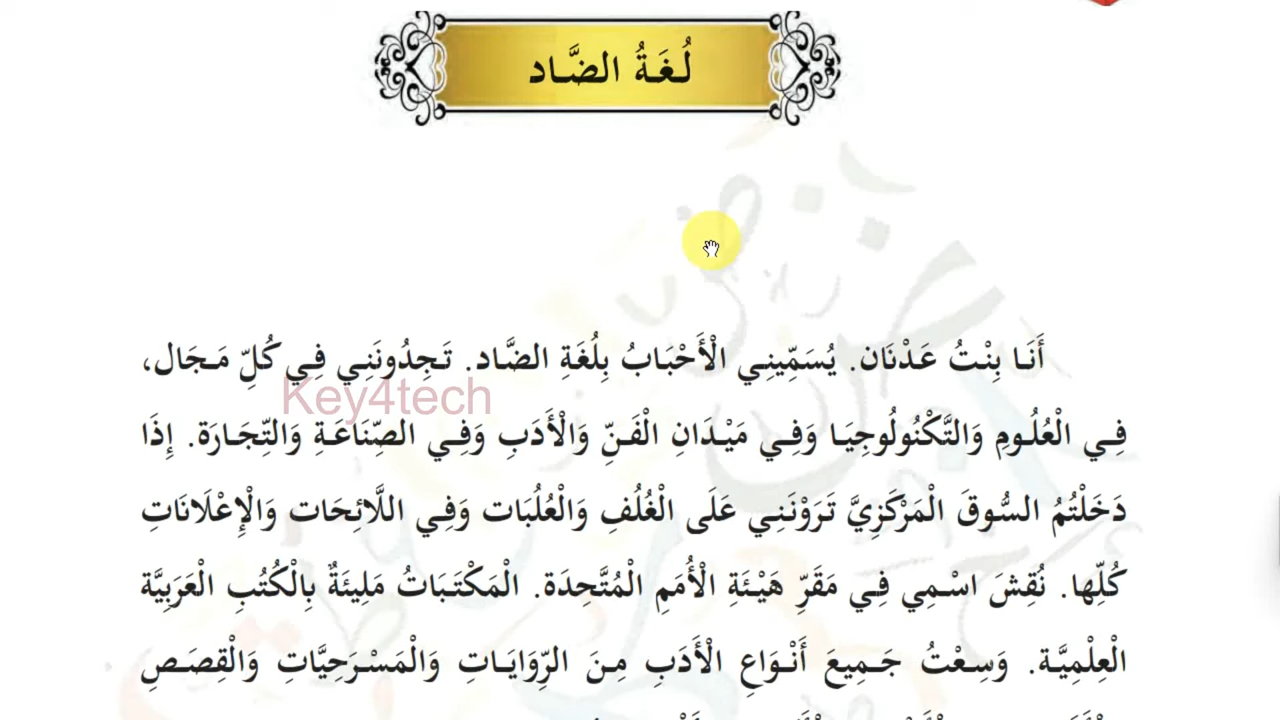 لُغَةُ الضَّاد
أَنَا بِنْتُ عَدْنَان. يُسَمِّينِي الْأَحْبَابُ بِلُغَةِ الضَّاد. تَجِدُونَنِي فِي كُلِّ مَجَال،
Key4tech
فِي الْعُلُومِ وَالتَّكْنُولُوجِيَا وَفِي مَيْدَانِ الْفَنِّ وَالْأَدَبِ وَفِي الصِّنَاعَةِ وَالتِّجَارَة. إِذَا
دَخَلْتُمُ السُّوقَ الْمَرْكَزِيَّ تَرَوْنَنِي عَلَى الْغُلُفِ وَالْعُلُبَات وَفِي اللَّائِحَات وَالْإِعْلَانَاتِ
كُلِّها. نُقِشَ اسْمِي فِي مَقَرِّ هَيْئَةِ الْأُمَمِ الْمُتَّحِدَة. الْمَكْتَبَاتُ مَلِيئَةٌ بِالْكُتُبِ الْعَرَبِيَّة
الْعِلْمِيَّة. وَسِعْتُ جَمِيعَ أَنْوَاعِ الْأَدَبِ مِنَ الرِّوَايَاتِ وَالْمَسْرَحِيَّاتِ وَالْقِصَصِ